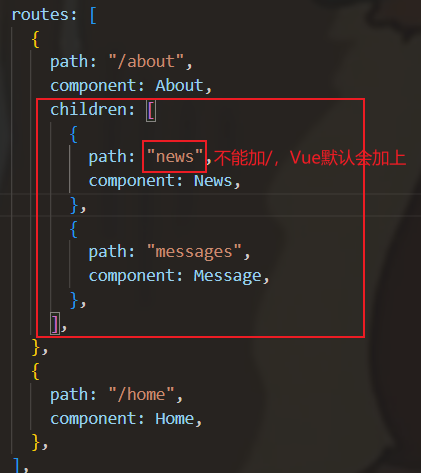 routes: [
{
path: "/about",
component: About,
children: [
{
path: "news",不能加/，Vue默认会加上
component: News,
},
{
path: "messages",
component: Message,
},
],
},
{
path: "/home",
component: Home,
},
],